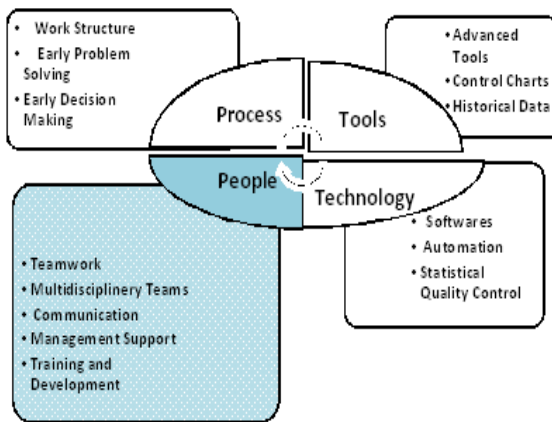 • Work Structure
• Early Problem
Solving
• Early Decision
Making
• Advanced
Tools
• Control Charts
• Historical Data
Process
Tools
People
Technology
• Teamwork
• Multidisciplinery Teams
• Communication
• Management Support
• Training and
Development
• Softwares
• Automation
• Statistical
Quality Control